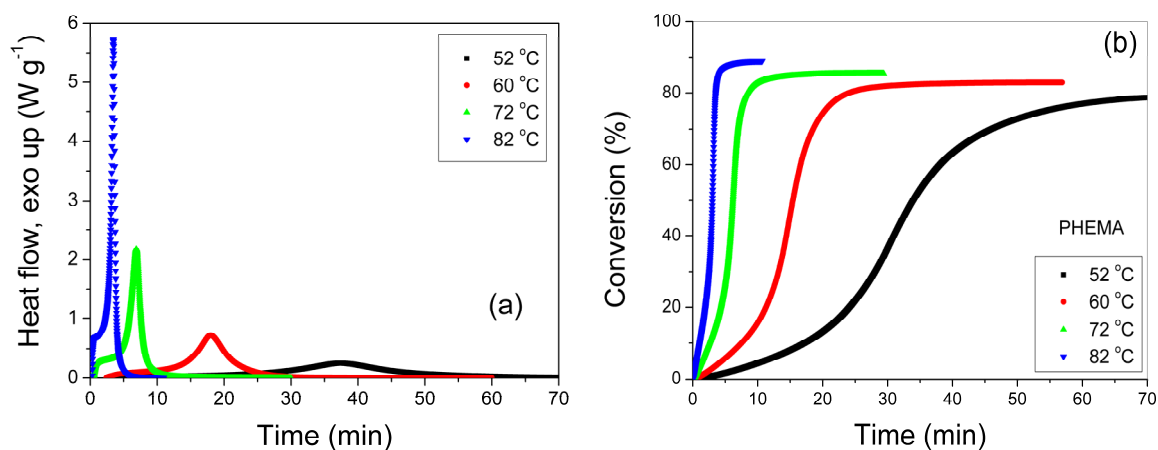 Heat flow, exo up (W g⁻¹)
6
5
4
3
2
1
0
52 °C
60 °C
72 °C
82 °C
(a)
0 10 20 30 40 50 60 70
Time (min)
Conversion (%)
100
80
60
40
20
0
(b)
PHEMA
52 °C
60 °C
72 °C
82 °C
0 10 20 30 40 50 60 70
Time (min)